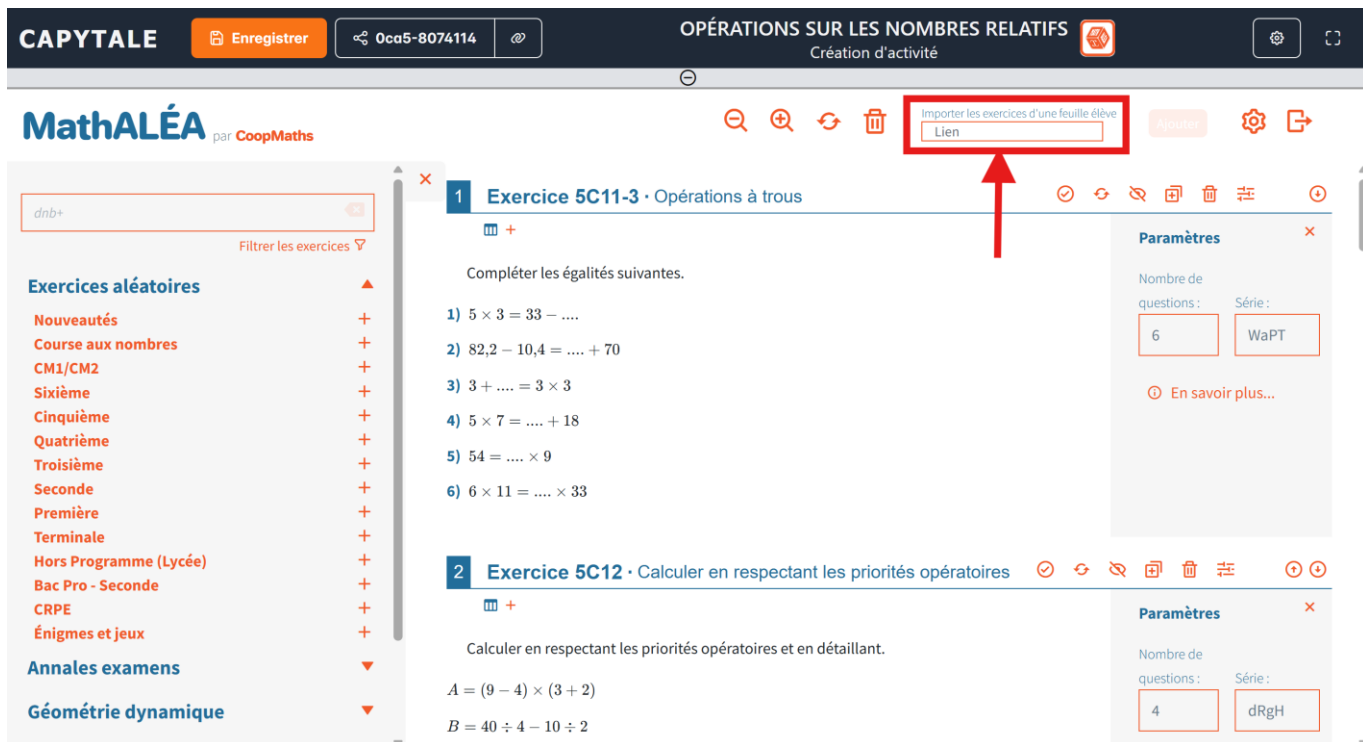 CAPYTALE
Enregistrer
0ca5-8074114
OPÉRATIONS SUR LES NOMBRES RELATIFS
Création d'activité
MathALÉA par CoopMaths
Importer les exercices d'une feuille élève
Lien
Ajouter
dnb+
Filtrer les exercices
Exercices aléatoires
Nouveautés +
Course aux nombres +
CM1/CM2 +
Sixième +
Cinquième +
Quatrième +
Troisième +
Seconde +
Première +
Terminale +
Hors Programme (Lycée) +
Bac Pro - Seconde +
CRPE +
Énigmes et jeux +
Annales examens
Géométrie dynamique
1 Exercice 5C11-3 · Opérations à trous
+
Compléter les égalités suivantes.
1) 5 × 3 = 33 − ....
2) 82,2 − 10,4 = .... + 70
3) 3 + .... = 3 × 3
4) 5 × 7 = .... + 18
5) 54 = .... × 9
6) 6 × 11 = .... × 33
Paramètres
Nombre de
questions : Série :
6 WaPT
En savoir plus...
2 Exercice 5C12 · Calculer en respectant les priorités opératoires
+
Calculer en respectant les priorités opératoires et en détaillant.
A = (9 − 4) × (3 + 2)
B = 40 ÷ 4 − 10 ÷ 2
Paramètres
Nombre de
questions : Série :
4 dRgH